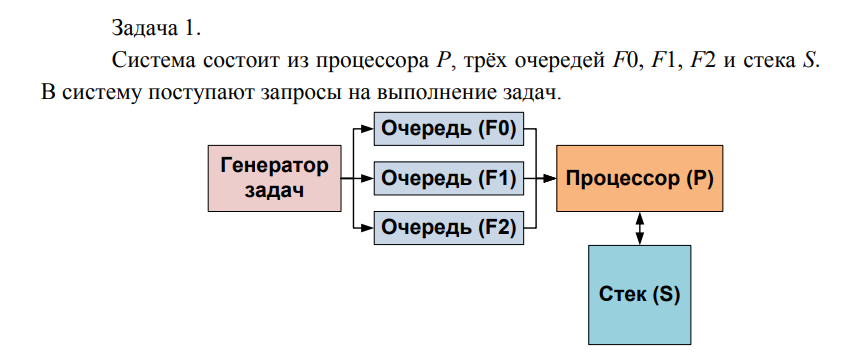 Задача 1.
Система состоит из процессора P, трёх очередей F0, F1, F2 и стека S.
В систему поступают запросы на выполнение задач.
Очередь (F0)
Генератор
задач
Очередь (F1)
Процессор (P)
Очередь (F2)
Стек (S)